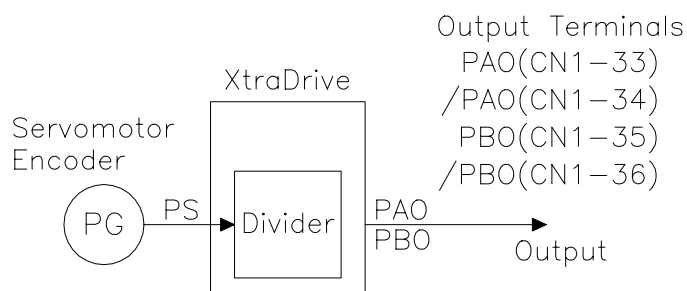 Output Terminals
PAO(CN1-33)
/PAO(CN1-34)
PBO(CN1-35)
/PBO(CN1-36)
XtraDrive
Servomotor
Encoder
PG
PS
Divider
PAO
PBO
Output